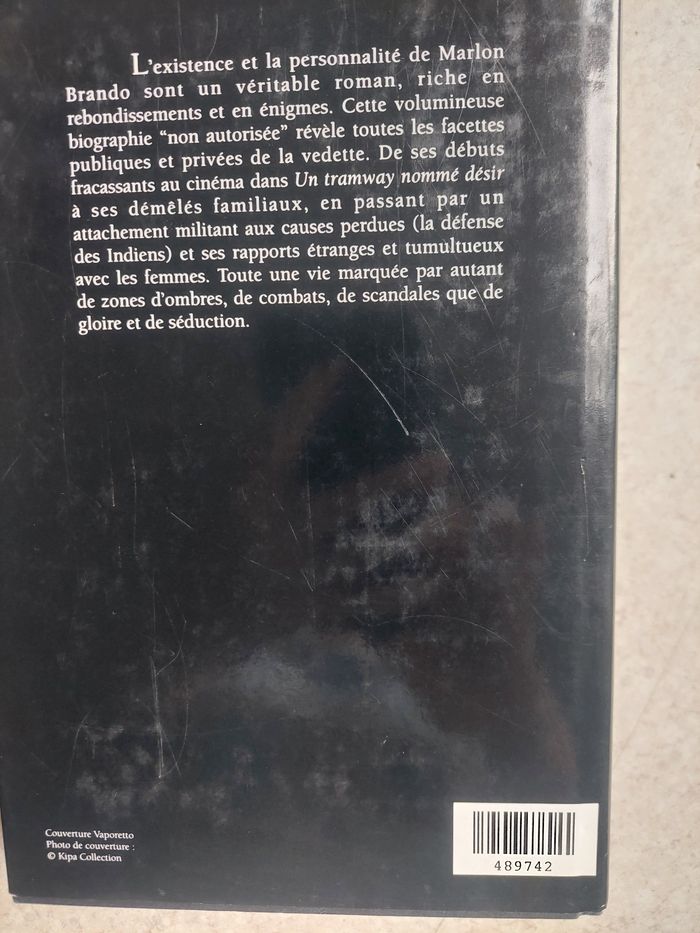 L'existence et la personnalité de Marlon
Brando sont un véritable roman, riche en
rebondissements et en énigmes. Cette volumineuse
biographie "non autorisée" révèle toutes les facettes
publiques et privées de la vedette. De ses débuts
fracassants au cinéma dans Un tramway nommé désir
à ses démêlés familiaux, en passant par un
attachement militant aux causes perdues (la défense
des Indiens) et ses rapports étranges et tumultueux
avec les femmes. Toute une vie marquée par autant
de zones d'ombres, de combats, de scandales que de
gloire et de séduction.
Couverture Vaporetto
Photo de couverture :
© Kipa Collection
489742